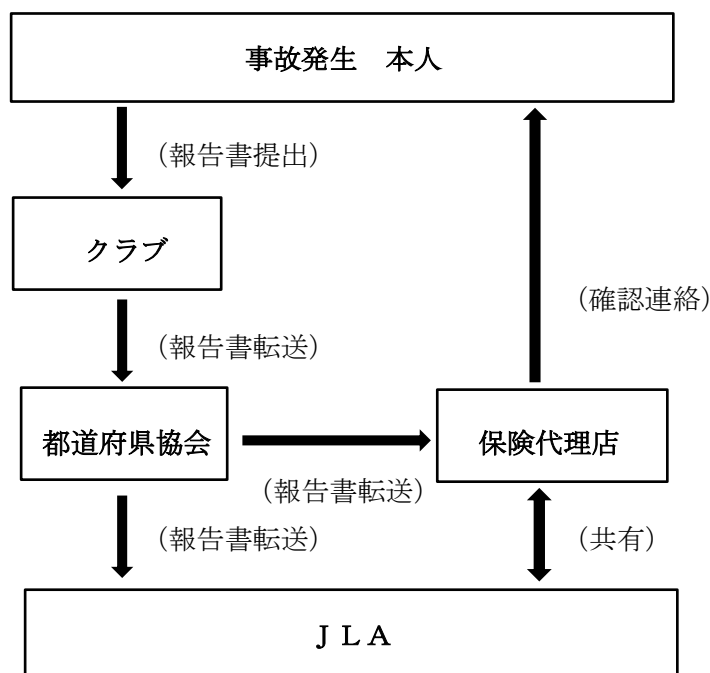 事故発生　本人
（報告書提出）
クラブ
（確認連絡）
（報告書転送）
都道府県協会
保険代理店
（報告書転送）
（報告書転送）
（共有）
ＪＬＡ